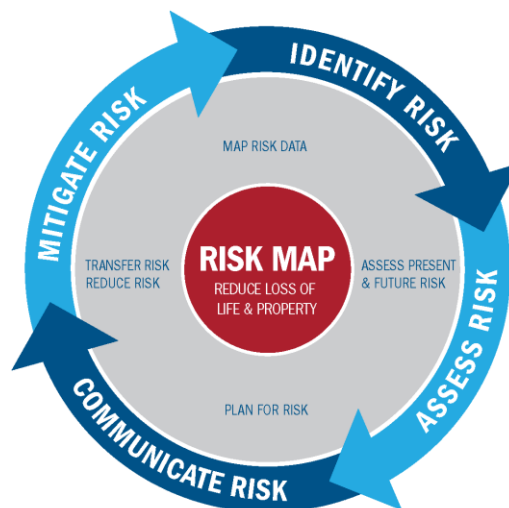 IDENTIFY RISK
MAP RISK DATA
MITIGATE RISK
TRANSFER RISK
REDUCE RISK
RISK MAP
REDUCE LOSS OF
LIFE & PROPERTY
ASSESS PRESENT
& FUTURE RISK
ASSESS RISK
PLAN FOR RISK
COMMUNICATE RISK